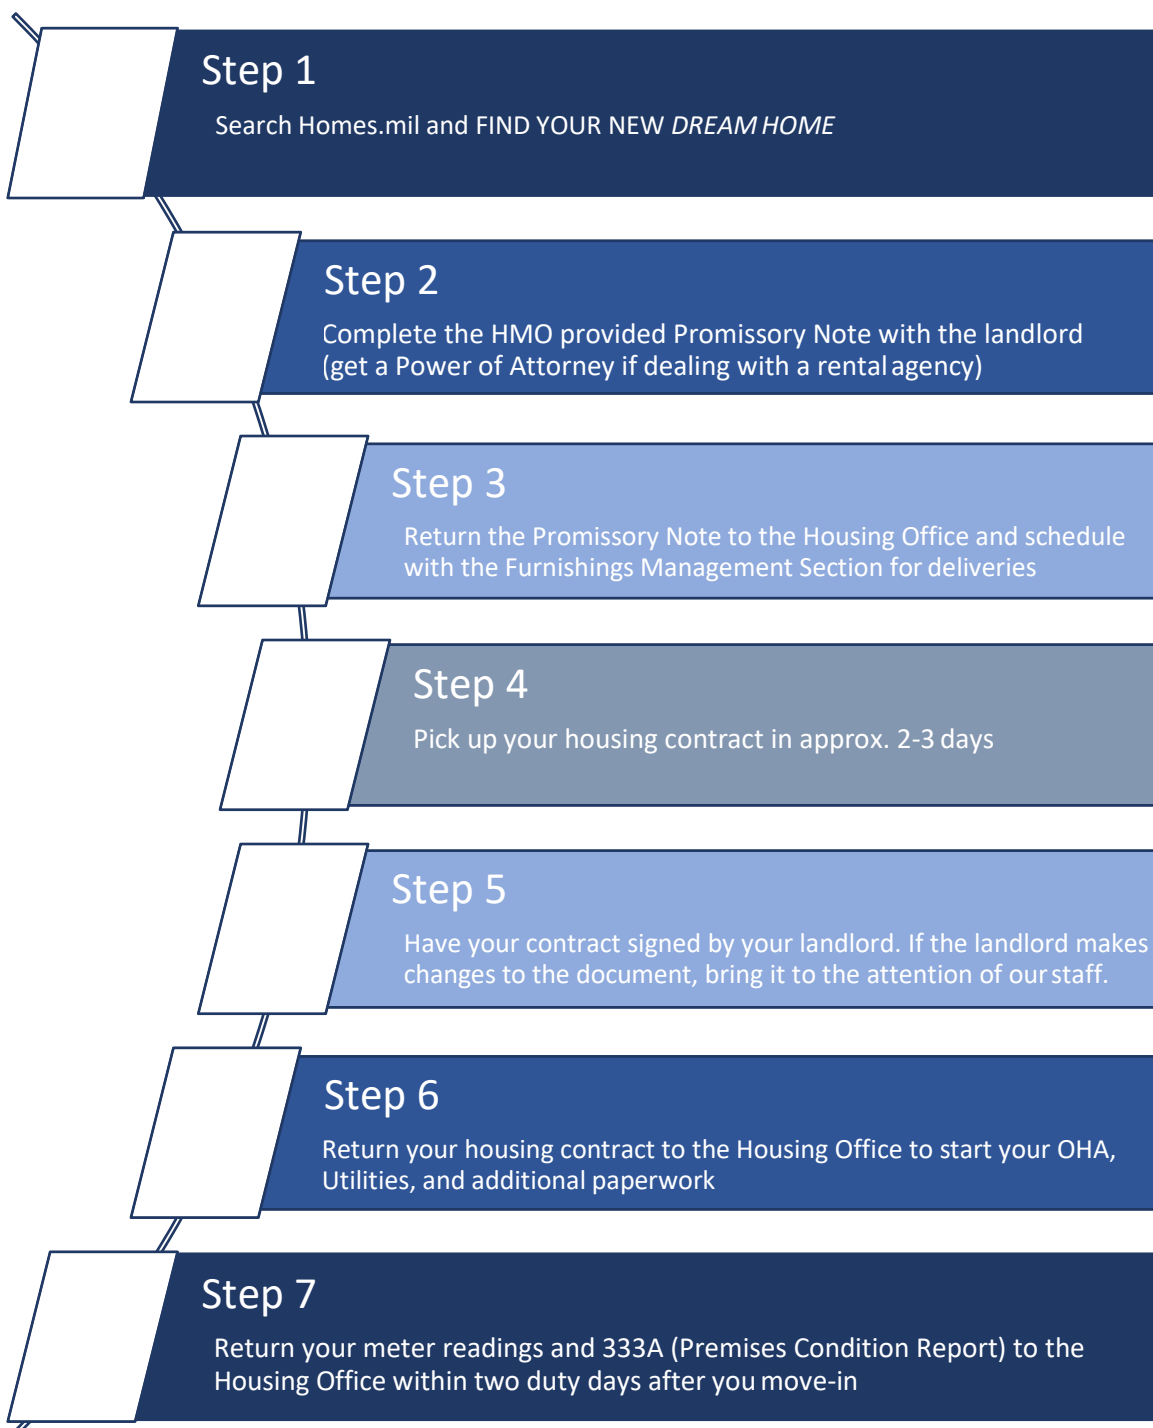 Step 1
Search Homes.mil and FIND YOUR NEW DREAM HOME
Step 2
Complete the HMO provided Promissory Note with the landlord
(get a Power of Attorney if dealing with a rental agency)
Step 3
Return the Promissory Note to the Housing Office and schedule
with the Furnishings Management Section for deliveries
Step 4
Pick up your housing contract in approx. 2-3 days
Step 5
Have your contract signed by your landlord. If the landlord makes
changes to the document, bring it to the attention of our staff.
Step 6
Return your housing contract to the Housing Office to start your OHA,
Utilities, and additional paperwork
Step 7
Return your meter readings and 333A (Premises Condition Report) to the
Housing Office within two duty days after you move-in